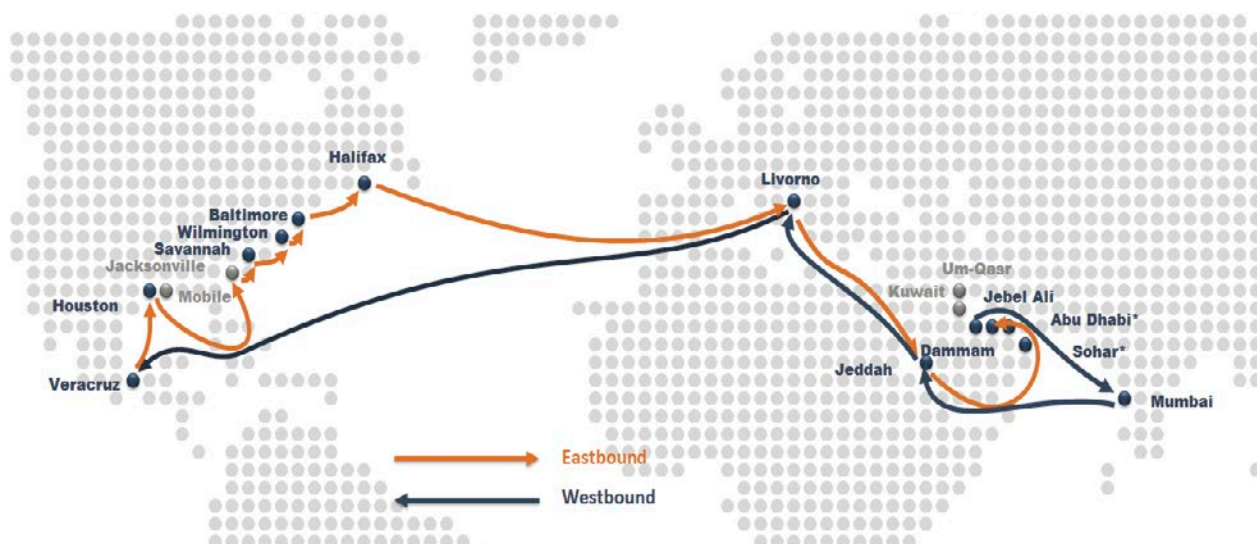 Halifax
Livorno
Baltimore
Wilmington
Savannah
Jacksonville
Mobile
Houston
Veracruz
Um-Qasr
Kuwait
Jebel Ali
Abu Dhabi*
Sohar*
Dammam
Jeddah
Mumbai
Eastbound
Westbound